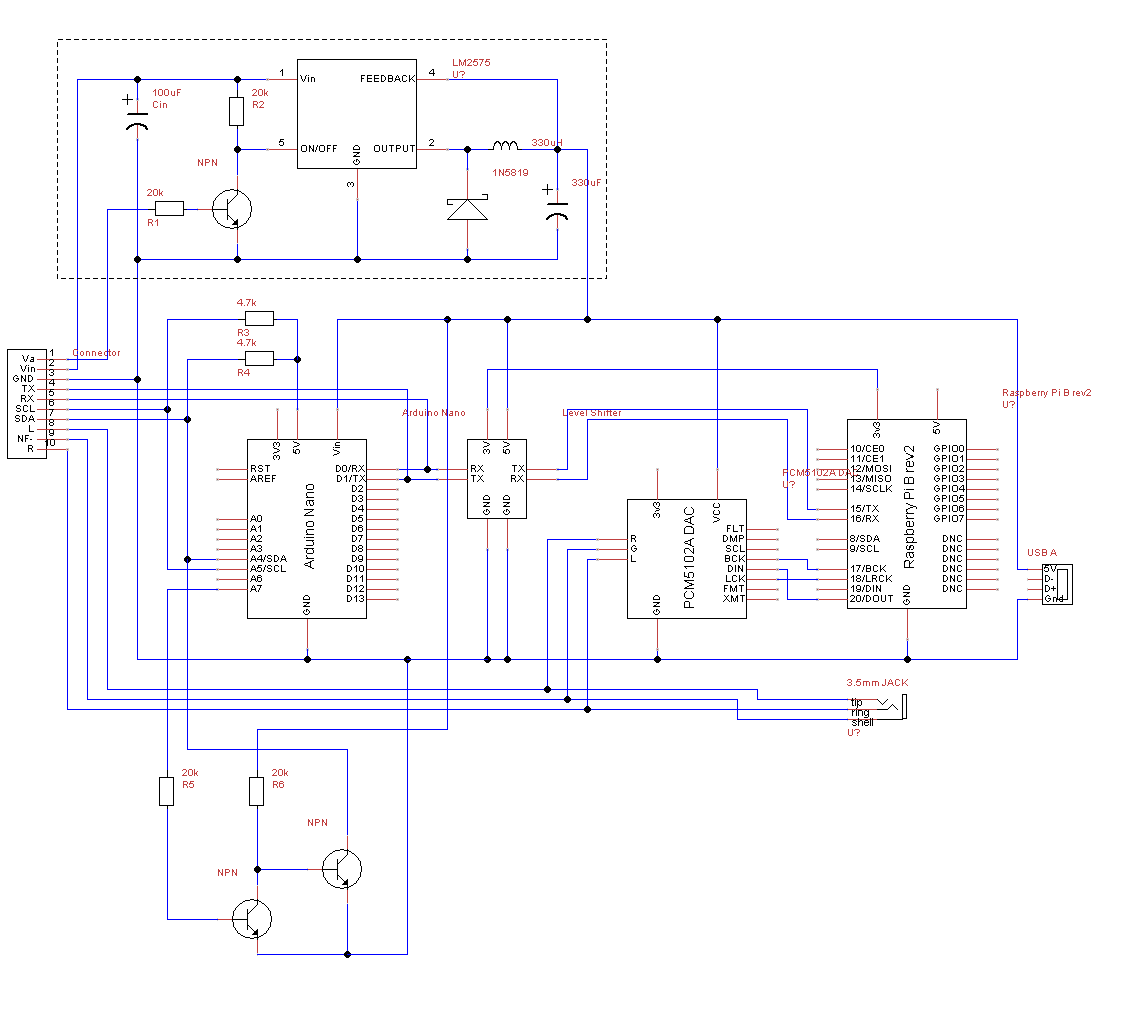 LM2575
U?
1 Vin FEEDBACK 4
100uF
Cin
20k
R2
5 ON/OFF GND OUTPUT 2
3
330uH
NPN
1N5819
330uF
20k
R1
4.7k
R3
4.7k
R4
Connector
Va 1
Vin 2
GND 3
TX 4
RX 5
SCL 6
SDA 7
L 8
NF- 9
R 10
Arduino Nano
3V3 5V Vin
RST D0/RX
AREF D1/TX
D2
D3
D4
A0 D5
A1 D6
A2 D7
A3 D8
A4/SDA D9
A5/SCL D10
A6 D11
A7 D12
D13
Arduino Nano
GND
Level Shifter
3V 5V
RX TX
TX RX
GND GND
PCM5102A DAC
U?
3v3 VCC
FLT
R DMP
G SCL
L BCK
DIN
LCK
FMT
XMT
PCM5102A DAC
GND
Raspberry Pi B rev2
U?
3v3 5V
10/CE0 GPIO0
11/CE1 GPIO1
12/MOSI GPIO2
13/MISO GPIO3
14/SCLK GPIO4
GPIO5
15/TX GPIO6
16/RX GPIO7
8/SDA DNC
9/SCL DNC
DNC
17/BCK DNC
18/LRCK DNC
19/DIN DNC
20/DOUT
Raspberry Pi B rev2
GND
USB A
5V
D-
D+
Gnd
3.5mm JACK
tip
ring
shell
U?
20k
R5
20k
R6
NPN
NPN